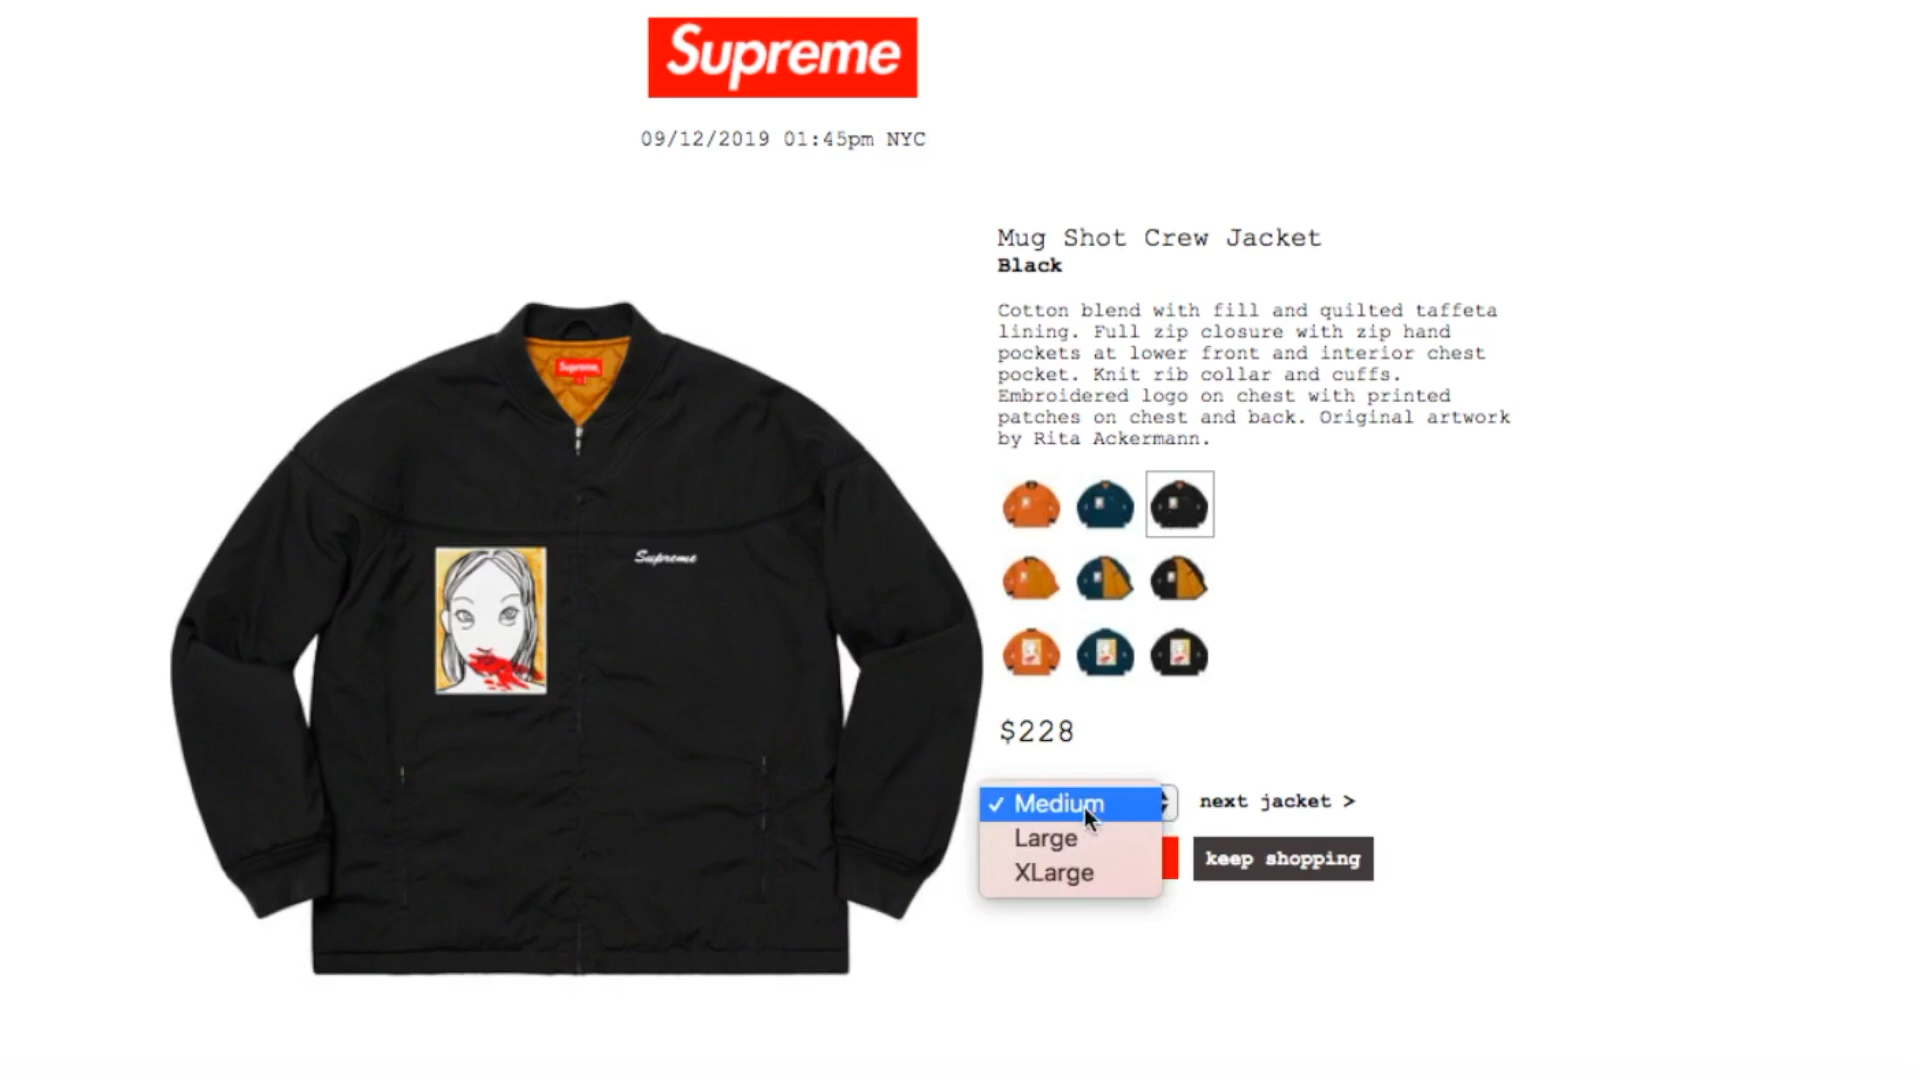 Supreme
09/12/2019 01:45pm NYC
Mug Shot Crew Jacket
Black
Cotton blend with fill and quilted taffeta
lining. Full zip closure with zip hand
pockets at lower front and interior chest
pocket. Knit rib collar and cuffs.
Embroidered logo on chest with printed
patches on chest and back. Original artwork
by Rita Ackermann.
Supreme
Supreme
$228
✓ Medium
next jacket >
Large
keep shopping
XLarge